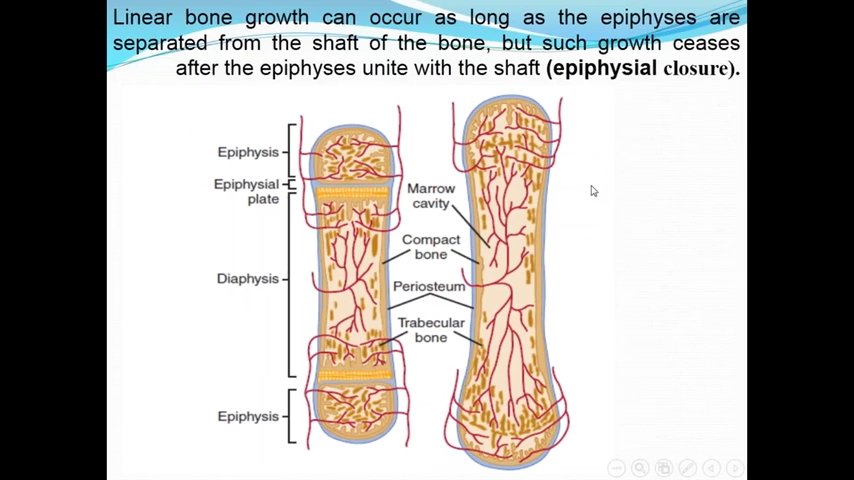 Linear bone growth can occur as long as the epiphyses are
separated from the shaft of the bone, but such growth ceases
after the epiphyses unite with the shaft (epiphysial closure).
Epiphysis
Epiphysial
plate
Marrow
cavity
Compact
bone
Diaphysis
Periosteum
Trabecular
bone
Epiphysis